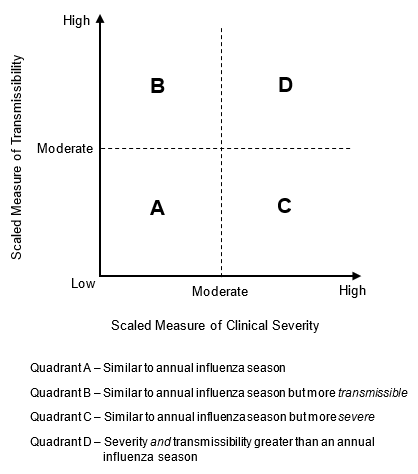 High
B
D
Scaled Measure of Transmissibility
Moderate
A
C
Low
Moderate
High
Scaled Measure of Clinical Severity
Quadrant A – Similar to annual influenza season
Quadrant B – Similar to annual influenza season but more transmissible
Quadrant C – Similar to annual influenza season but more severe
Quadrant D – Severity and transmissibility greater than an annual
influenza season